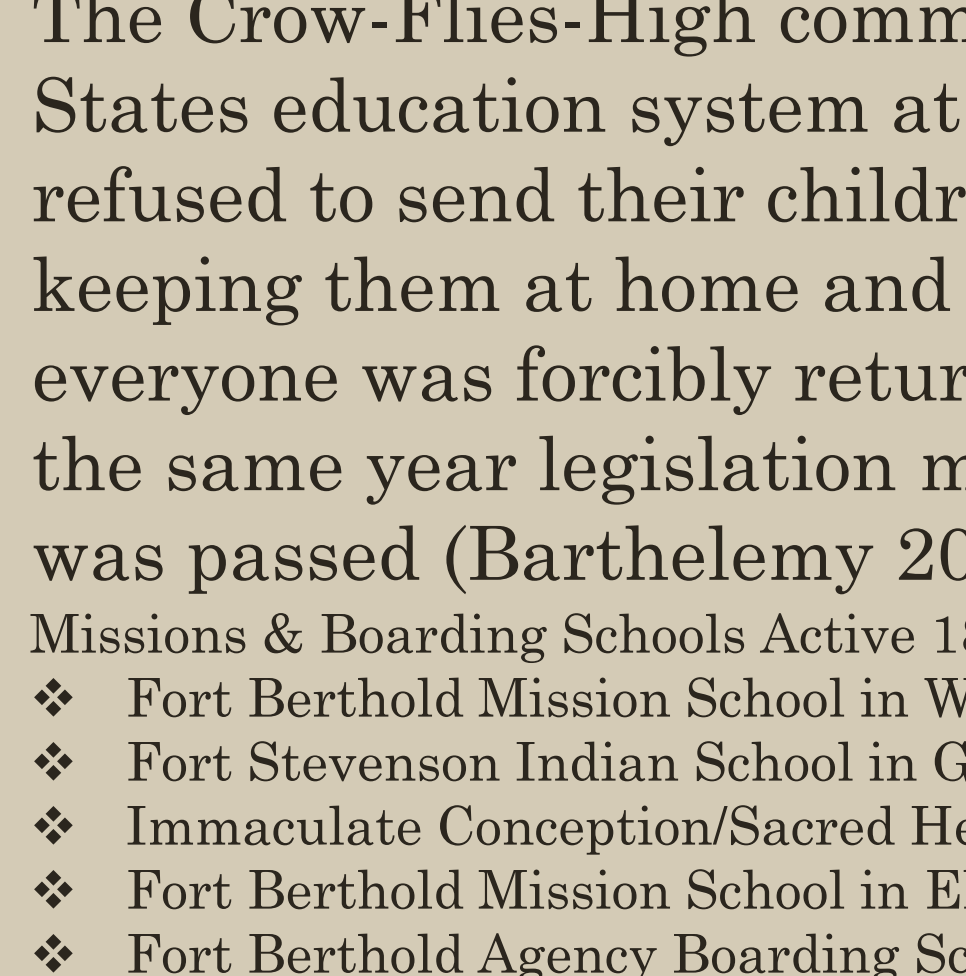 The Crow-Flies-High comm
States education system at
refused to send their childr
keeping them at home and
everyone was forcibly retur
the same year legislation m
was passed (Barthelemy 20
Missions & Boarding Schools Active 18
❖ Fort Berthold Mission School in W
❖ Fort Stevenson Indian School in G
❖ Immaculate Conception/Sacred He
❖ Fort Berthold Mission School in El
❖ Fort Berthold Agency Boarding Sc